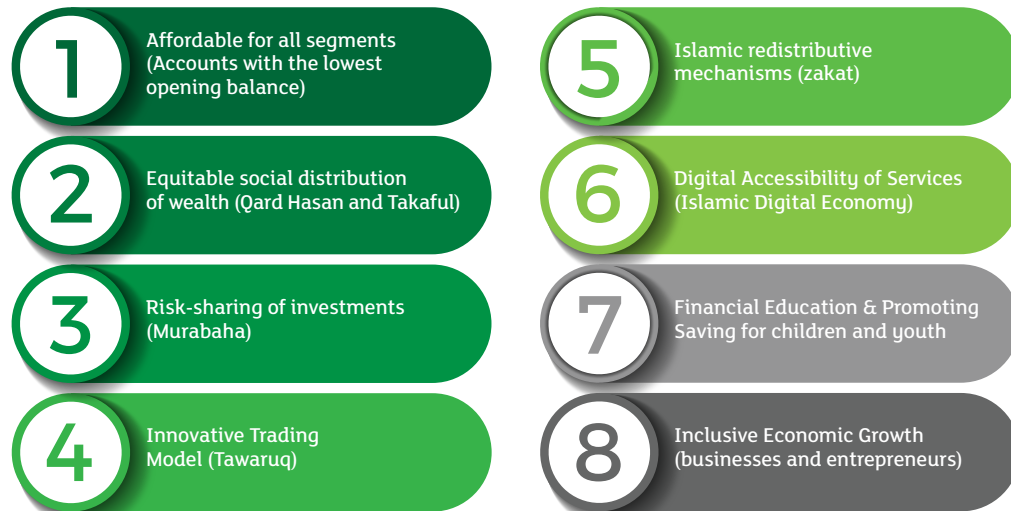 1
Affordable for all segments
(Accounts with the lowest
opening balance)
2
Equitable social distribution
of wealth (Qard Hasan and Takaful)
3
Risk-sharing of investments
(Murabaha)
4
Innovative Trading
Model (Tawaruq)
5
Islamic redistributive
mechanisms (zakat)
6
Digital Accessibility of Services
(Islamic Digital Economy)
7
Financial Education & Promoting
Saving for children and youth
8
Inclusive Economic Growth
(businesses and entrepreneurs)